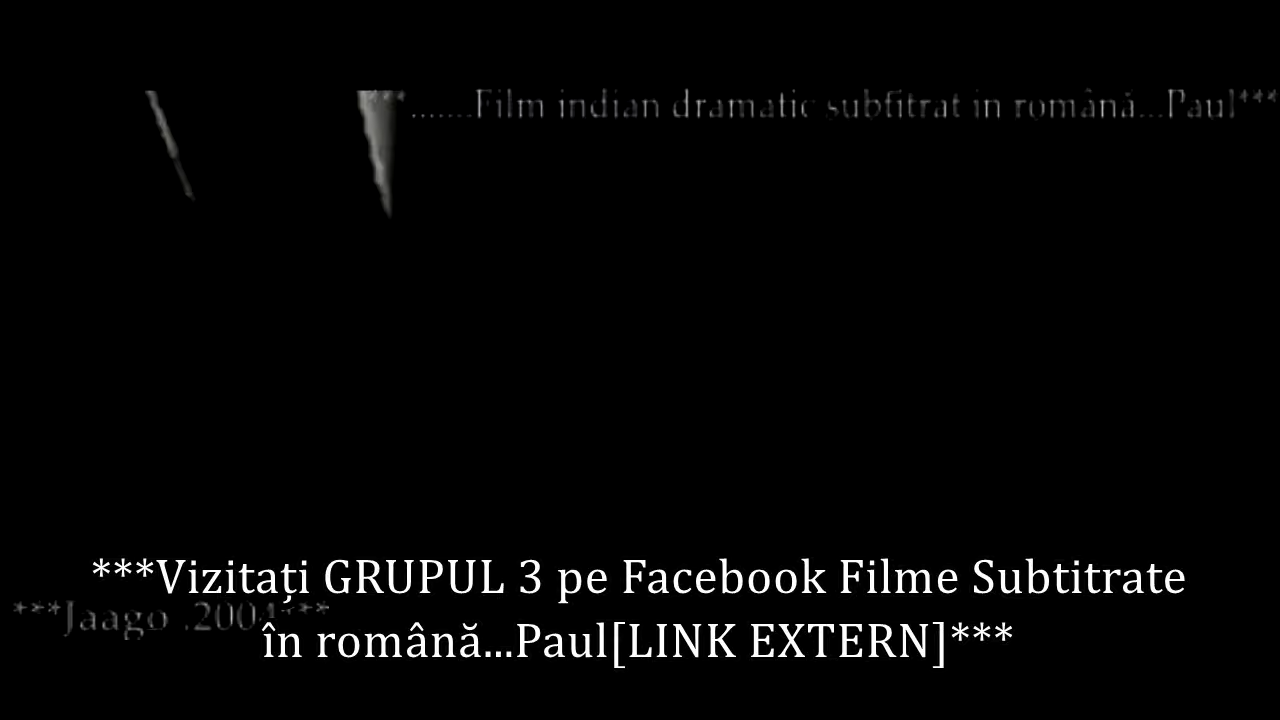 ***.......Film indian dramatic subtitrat in română...Paul***
***Vizitați GRUPUL 3 pe Facebook Filme Subtitrate
***Jaago .2004***
în română...Paul[LINK EXTERN]***